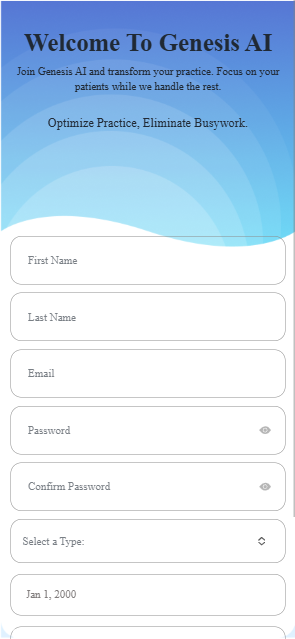 Welcome To Genesis AI
Join Genesis AI and transform your practice. Focus on your
patients while we handle the rest.
Optimize Practice, Eliminate Busywork.
First Name
Last Name
Email
Password
Confirm Password
Select a Type:
Jan 1, 2000